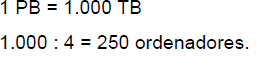 1 PB = 1.000 TB
1.000 : 4 = 250 ordenadores.